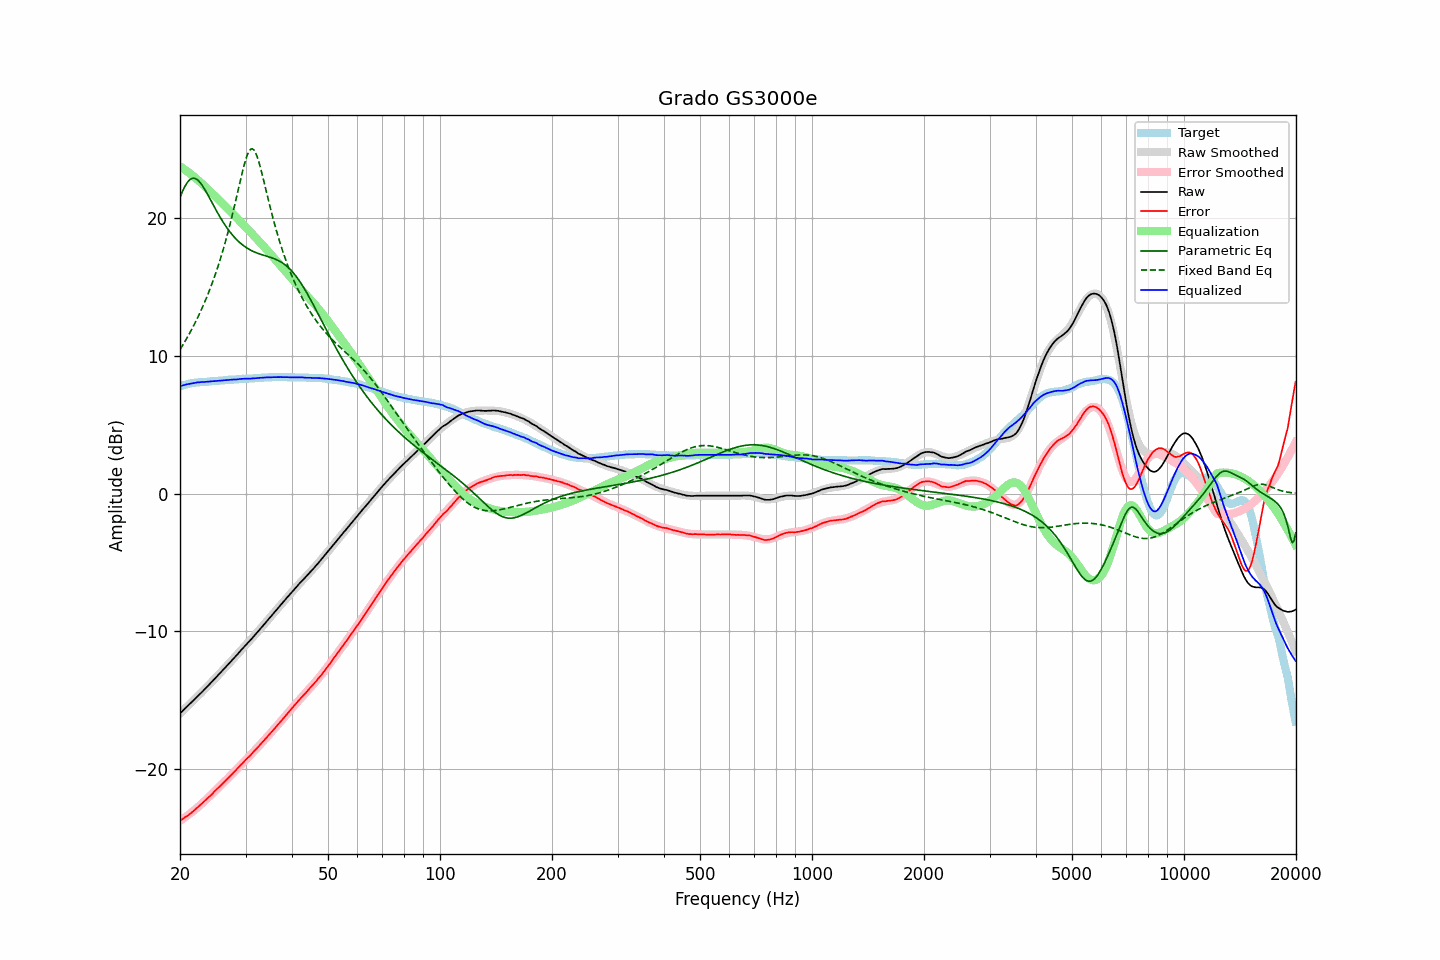 Grado GS3000e
Target
Raw Smoothed
Error Smoothed
Raw
Error
Equalization
Parametric Eq
Fixed Band Eq
Equalized
20
10
0
−10
−20
Amplitude (dBr)
20 50 100 200 500 1000 2000 5000 10000 20000
Frequency (Hz)